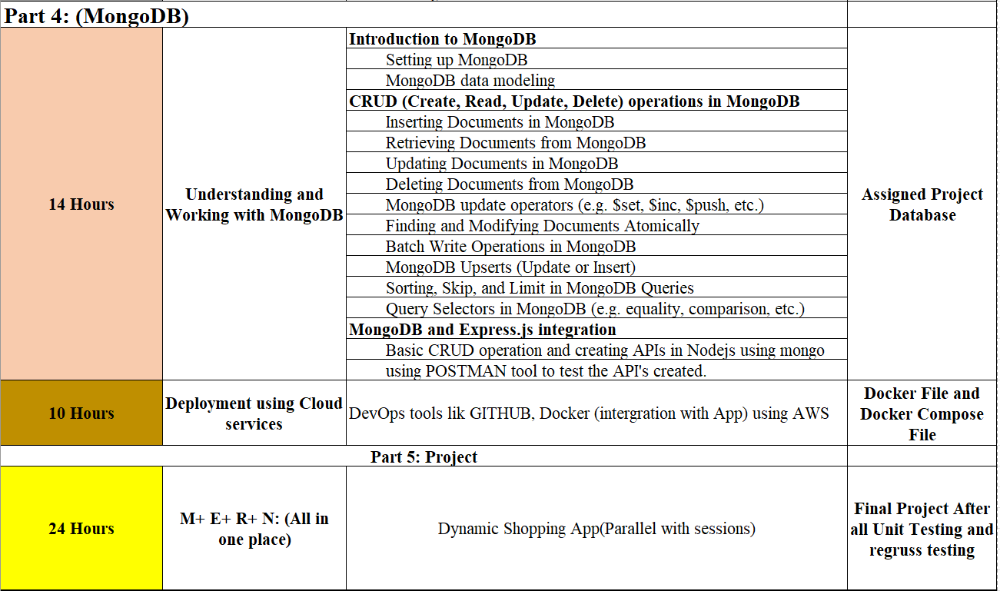 Part 4: (MongoDB)
14 Hours
Understanding and
Working with MongoDB
Introduction to MongoDB
Setting up MongoDB
MongoDB data modeling
CRUD (Create, Read, Update, Delete) operations in MongoDB
Inserting Documents in MongoDB
Retrieving Documents from MongoDB
Updating Documents in MongoDB
Deleting Documents from MongoDB
MongoDB update operators (e.g. $set, $inc, $push, etc.)
Finding and Modifying Documents Atomically
Batch Write Operations in MongoDB
MongoDB Upserts (Update or Insert)
Sorting, Skip, and Limit in MongoDB Queries
Query Selectors in MongoDB (e.g. equality, comparison, etc.)
MongoDB and Express.js integration
Basic CRUD operation and creating APIs in Nodejs using mongo
using POSTMAN tool to test the API's created.
Assigned Project
Database
10 Hours
Deployment using Cloud
services
DevOps tools lik GITHUB, Docker (intergration with App) using AWS
Docker File and
Docker Compose
File
Part 5: Project
24 Hours
M+ E+ R+ N: (All in
one place)
Dynamic Shopping App(Parallel with sessions)
Final Project After
all Unit Testing and
regruss testing